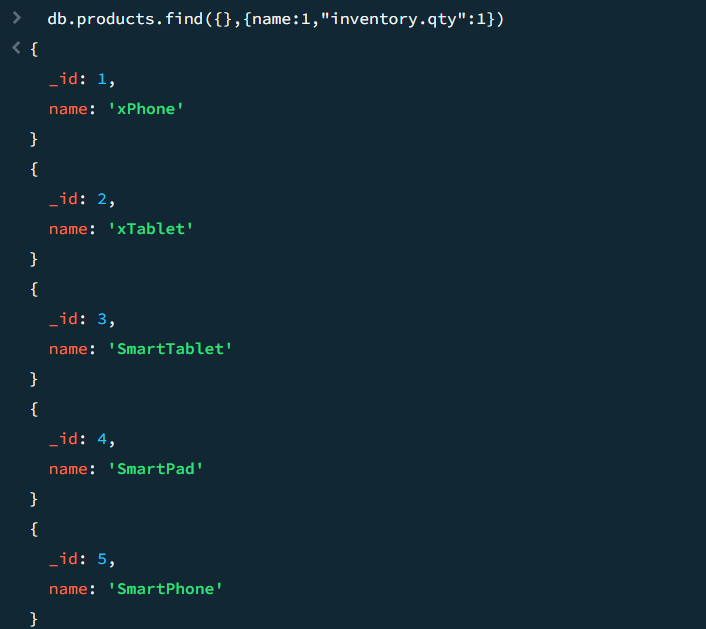 > db.products.find({},{name:1,"inventory.qty":1})
< {
_id: 1,
name: 'xPhone'
}
{
_id: 2,
name: 'xTablet'
}
{
_id: 3,
name: 'SmartTablet'
}
{
_id: 4,
name: 'SmartPad'
}
{
_id: 5,
name: 'SmartPhone'
}